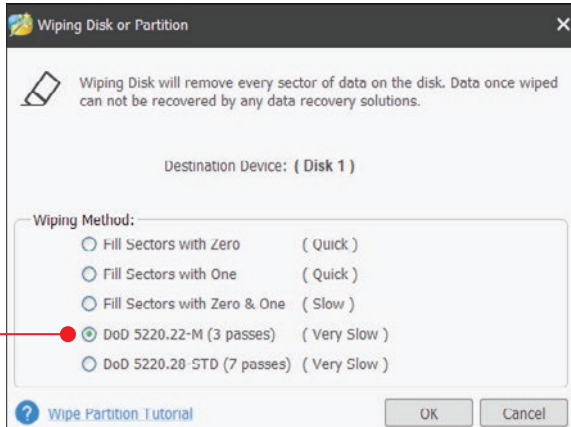 Wiping Disk or Partition
Wiping Disk will remove every sector of data on the disk. Data once wiped
can not be recovered by any data recovery solutions.
Destination Device: ( Disk 1 )
Wiping Method:
Fill Sectors with Zero ( Quick )
Fill Sectors with One ( Quick )
Fill Sectors with Zero & One ( Slow )
DoD 5220.22-M (3 passes) ( Very Slow )
DoD 5220.28-STD (7 passes) ( Very Slow )
? Wipe Partition Tutorial OK Cancel